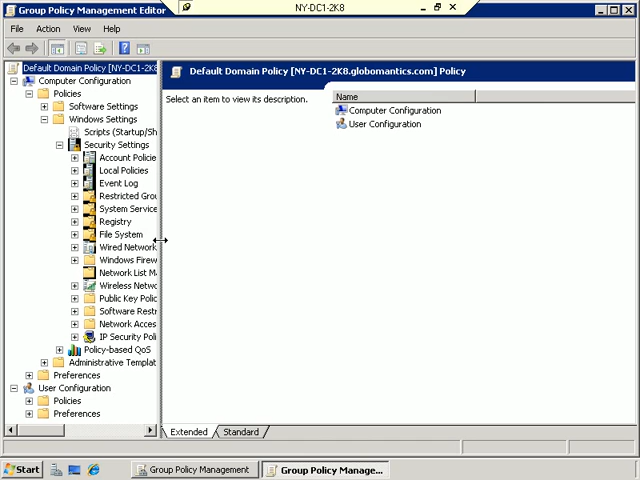 Group Policy Management Editor
NY-DC1-2K8
File Action View Help
Default Domain Policy [NY-DC1-2K8
Computer Configuration
Policies
Software Settings
Windows Settings
Scripts (Startup/Sh
Security Settings
Account Policie
Local Policies
Event Log
Restricted Grou
System Service
Registry
File System
Wired Network
Windows Firew
Network List M
Wireless Netwo
Public Key Polic
Software Restr
Network Acces
IP Security Poli
Policy-based QoS
Administrative Templat
Preferences
User Configuration
Policies
Preferences
Default Domain Policy [NY-DC1-2K8.globomantics.com] Policy
Select an item to view its description.
Name
Computer Configuration
User Configuration
Extended Standard
Start Group Policy Management Group Policy Manage...